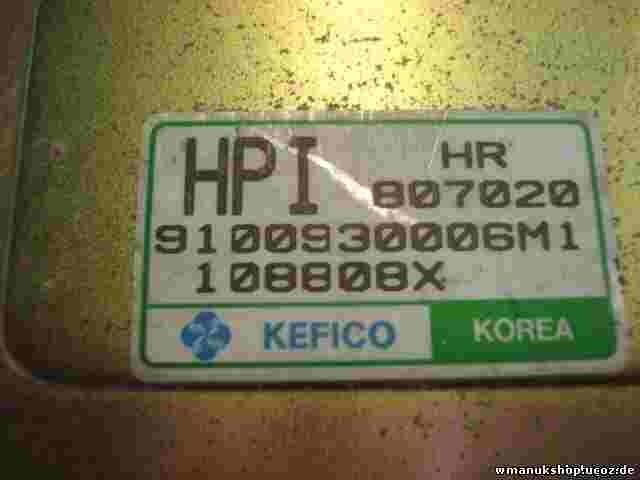 HPI HR
807020
9100930006M1
108808X
KEFICO KOREA
wmanukshop.ucoz.de